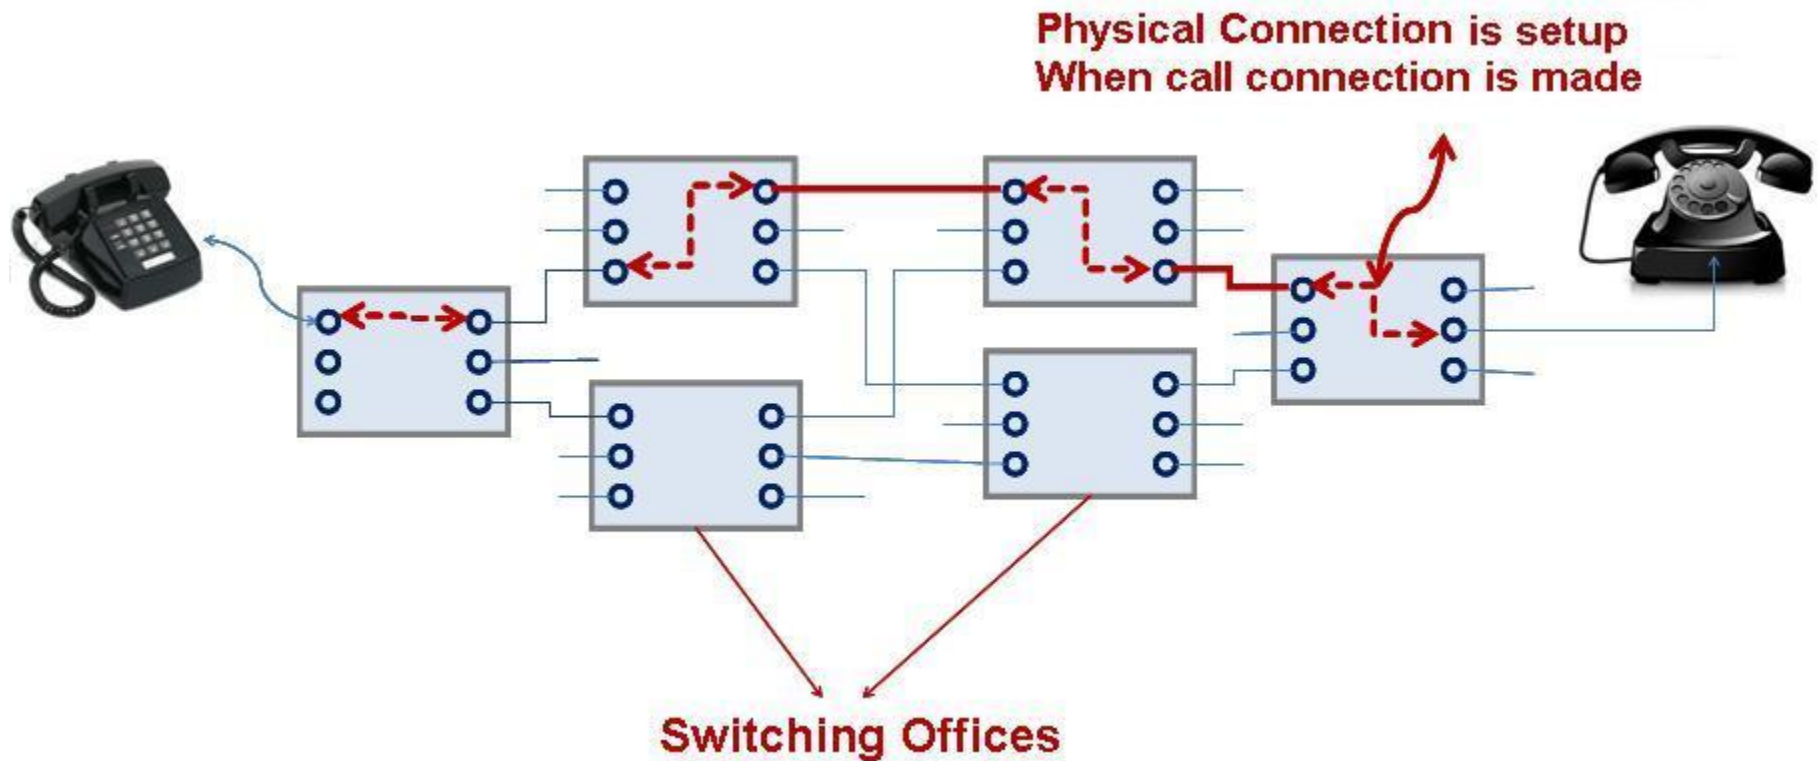 Physical Connection is setup
When call connection is made
Switching Offices